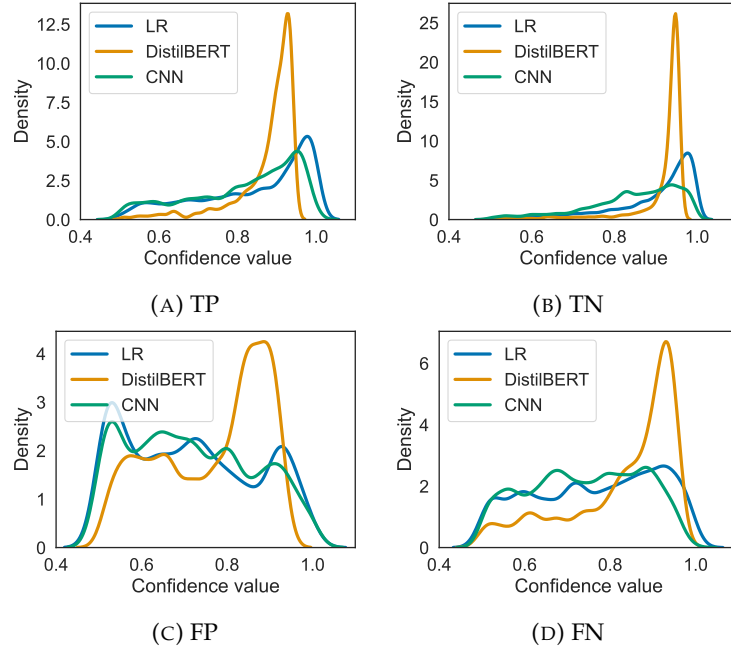 12.5
10.0
7.5
5.0
2.5
0.0
Density
LR
DistilBERT
CNN
0.4 0.6 0.8 1.0
Confidence value
(A) TP
25
20
15
10
5
0
Density
LR
DistilBERT
CNN
0.4 0.6 0.8 1.0
Confidence value
(B) TN
4
3
2
1
0
Density
LR
DistilBERT
CNN
0.4 0.6 0.8 1.0
Confidence value
(C) FP
6
4
2
0
Density
LR
DistilBERT
CNN
0.4 0.6 0.8 1.0
Confidence value
(D) FN